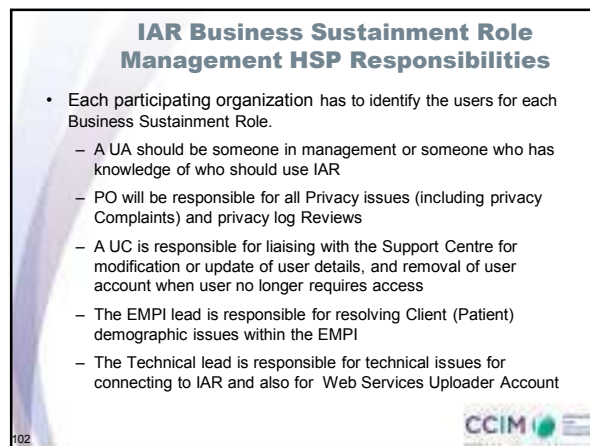 IAR Business Sustainment Role
Management HSP Responsibilities
• Each participating organization has to identify the users for each
Business Sustainment Role.
– A UA should be someone in management or someone who has
knowledge of who should use IAR
– PO will be responsible for all Privacy issues (including privacy
Complaints) and privacy log Reviews
– A UC is responsible for liaising with the Support Centre for
modification or update of user details, and removal of user
account when user no longer requires access
– The EMPI lead is responsible for resolving Client (Patient)
demographic issues within the EMPI
– The Technical lead is responsible for technical issues for
connecting to IAR and also for Web Services Uploader Account
CCIM
102